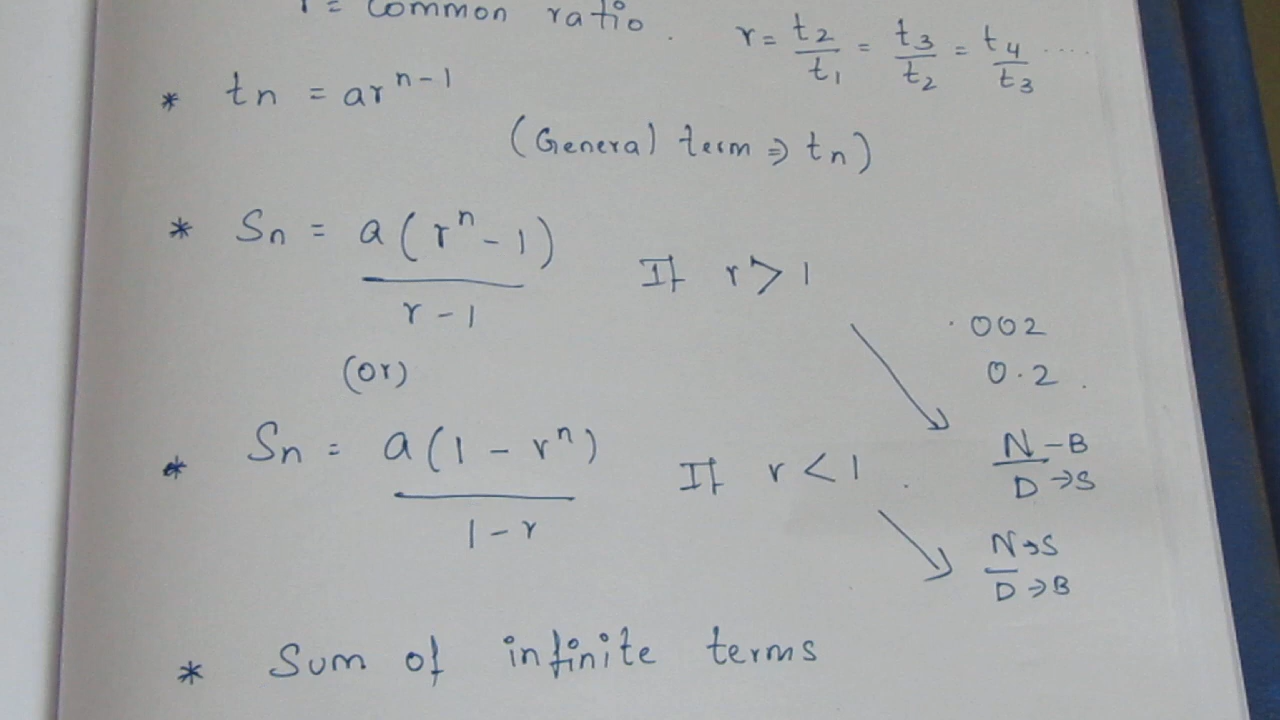 r = common ratio. r = t2/t1 = t3/t2 = t4/t3 ....
* tn = ar^n-1
(General term ⇒ tn)
* Sn = a(r^n - 1)/r - 1 If r > 1
.002
0.2.
(or)
N - B
D → S
* Sn = a(1 - r^n)/1 - r If r < 1.
N → S
D → B
* Sum of infinite terms